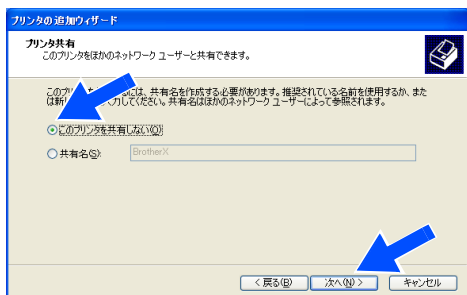 プリンタの追加ウィザード
プリンタ共有
このプリンタをほかのネットワーク ユーザーと共有できます。
このプリ には、共有名を作成する必要があります。推奨されている名前を使用するか、また
は新し 力してください。共有名はほかのネットワーク ユーザーによって参照されます。
このプリンタを共有しない(O)
共有名(S):
BrotherX
< 戻る(B)
次へ(N) >
キャンセル